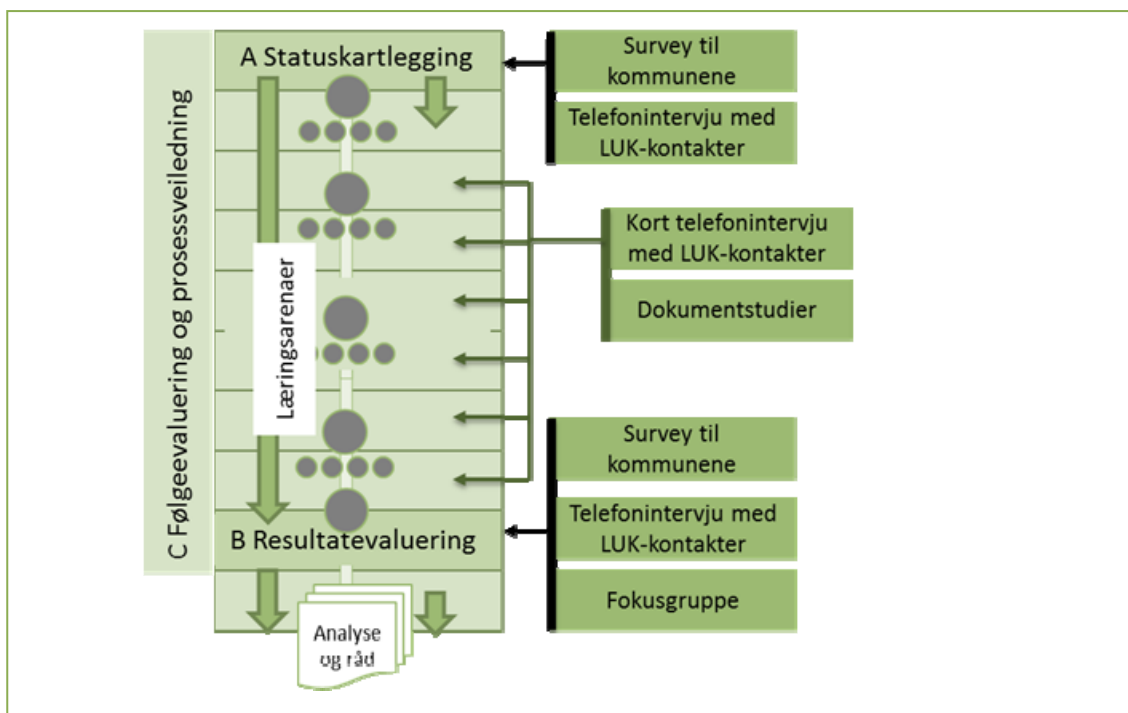 C Følgeevaluering og prosessveiledning
A Statuskartlegging
Læringsarenaer
B Resultatevaluering
Analyse
og råd
Survey til
kommunene
Telefonintervju med
LUK-kontakter
Kort telefonintervju
med LUK-kontakter
Dokumentstudier
Survey til
kommunene
Telefonintervju med
LUK-kontakter
Fokusgruppe